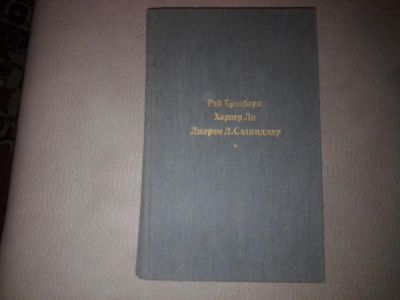 Рэй Брэдбери
Харпер Ли
Джером Д. Сэлинджер